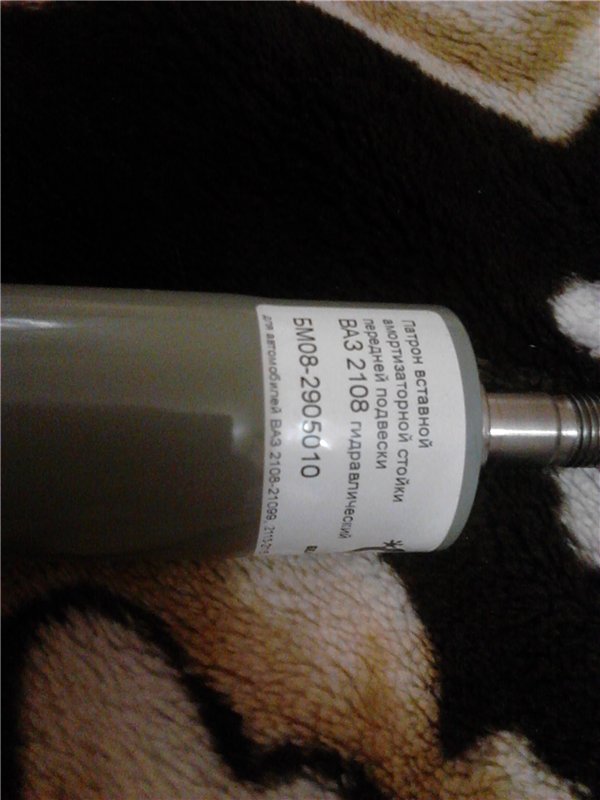 Патрон вставной
амортизаторной стойки
передней подвески
ВАЗ 2108 гидравлический
БМ08-2905010
для автомобилей ВАЗ 2108-21099,